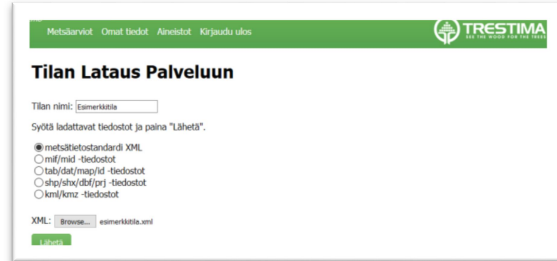 Metsäarviot Omat tiedot Aineistot Kirjaudu ulos
TRESTIMA
SEE THE WOOD FOR THE TREES
Tilan Lataus Palveluun
Tilan nimi: Esimerkkitila
Syötä ladattavat tiedostot ja paina "Lähetä".
metsätietostandardi XML
mif/mid -tiedostot
tab/dat/map/id -tiedostot
shp/shx/dbf/prj -tiedostot
kml/kmz -tiedostot
XML: Browse... esimerkkitila.xml
Lähetä